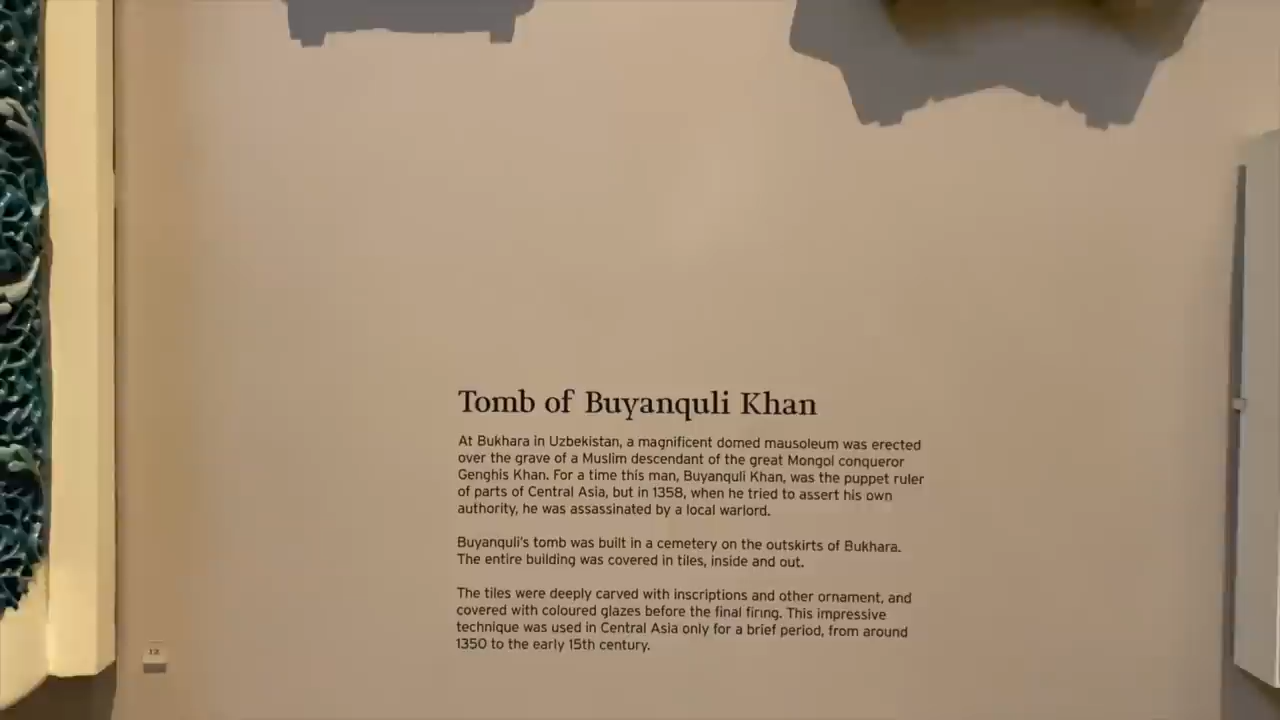 Tomb of Buyanquli Khan
At Bukhara in Uzbekistan, a magnificent domed mausoleum was erected
over the grave of a Muslim descendant of the great Mongol conqueror
Genghis Khan. For a time this man, Buyanquli Khan, was the puppet ruler
of parts of Central Asia, but in 1358, when he tried to assert his own
authority, he was assassinated by a local warlord.
Buyanquli's tomb was built in a cemetery on the outskirts of Bukhara.
The entire building was covered in tiles, inside and out.
The tiles were deeply carved with inscriptions and other ornament, and
covered with coloured glazes before the final firing. This impressive
technique was used in Central Asia only for a brief period, from around
1350 to the early 15th century.
12